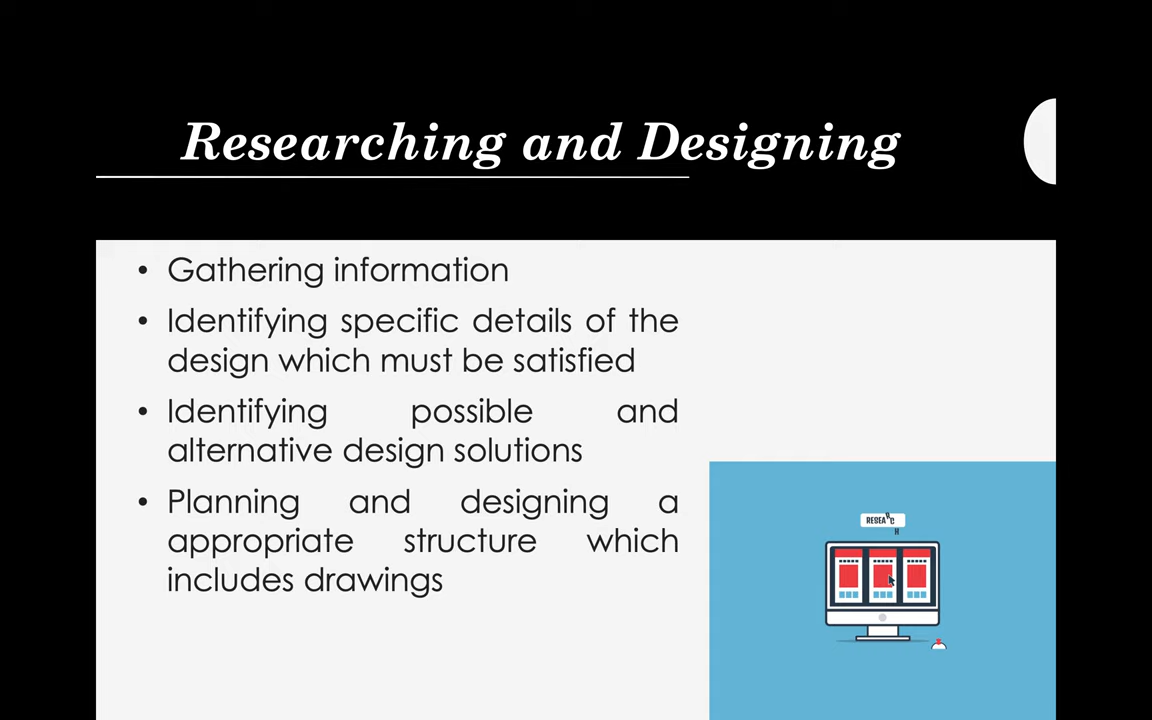 Researching and Designing
• Gathering information
• Identifying specific details of the
design which must be satisfied
• Identifying possible and
alternative design solutions
• Planning and designing a
appropriate structure which
includes drawings
RESEARCH